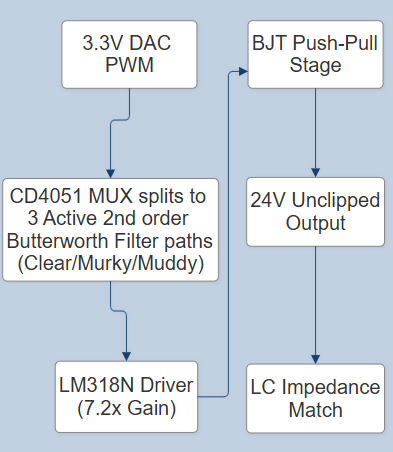 3.3V DAC
PWM
CD4051 MUX splits to
3 Active 2nd order
Butterworth Filter paths
(Clear/Murky/Muddy)
LM318N Driver
(7.2x Gain)
BJT Push-Pull
Stage
24V Unclipped
Output
LC Impedance
Match